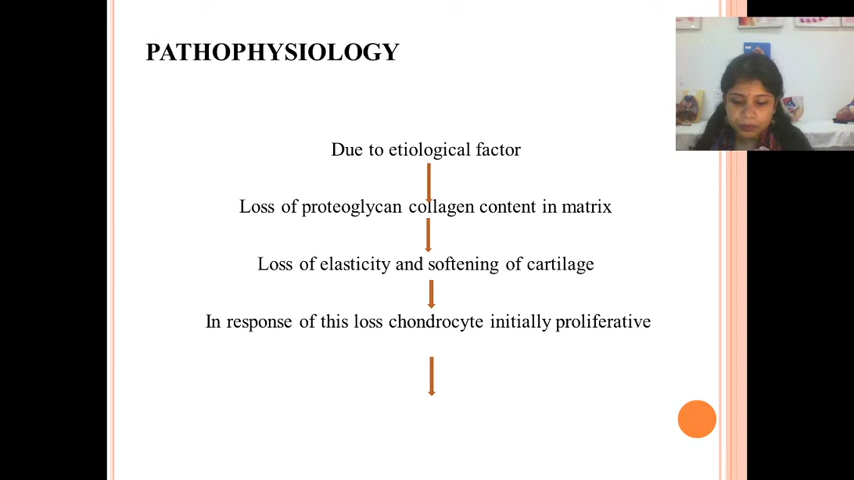 PATHOPHYSIOLOGY
Due to etiological factor
Loss of proteoglycan collagen content in matrix
Loss of elasticity and softening of cartilage
In response of this loss chondrocyte initially proliferative